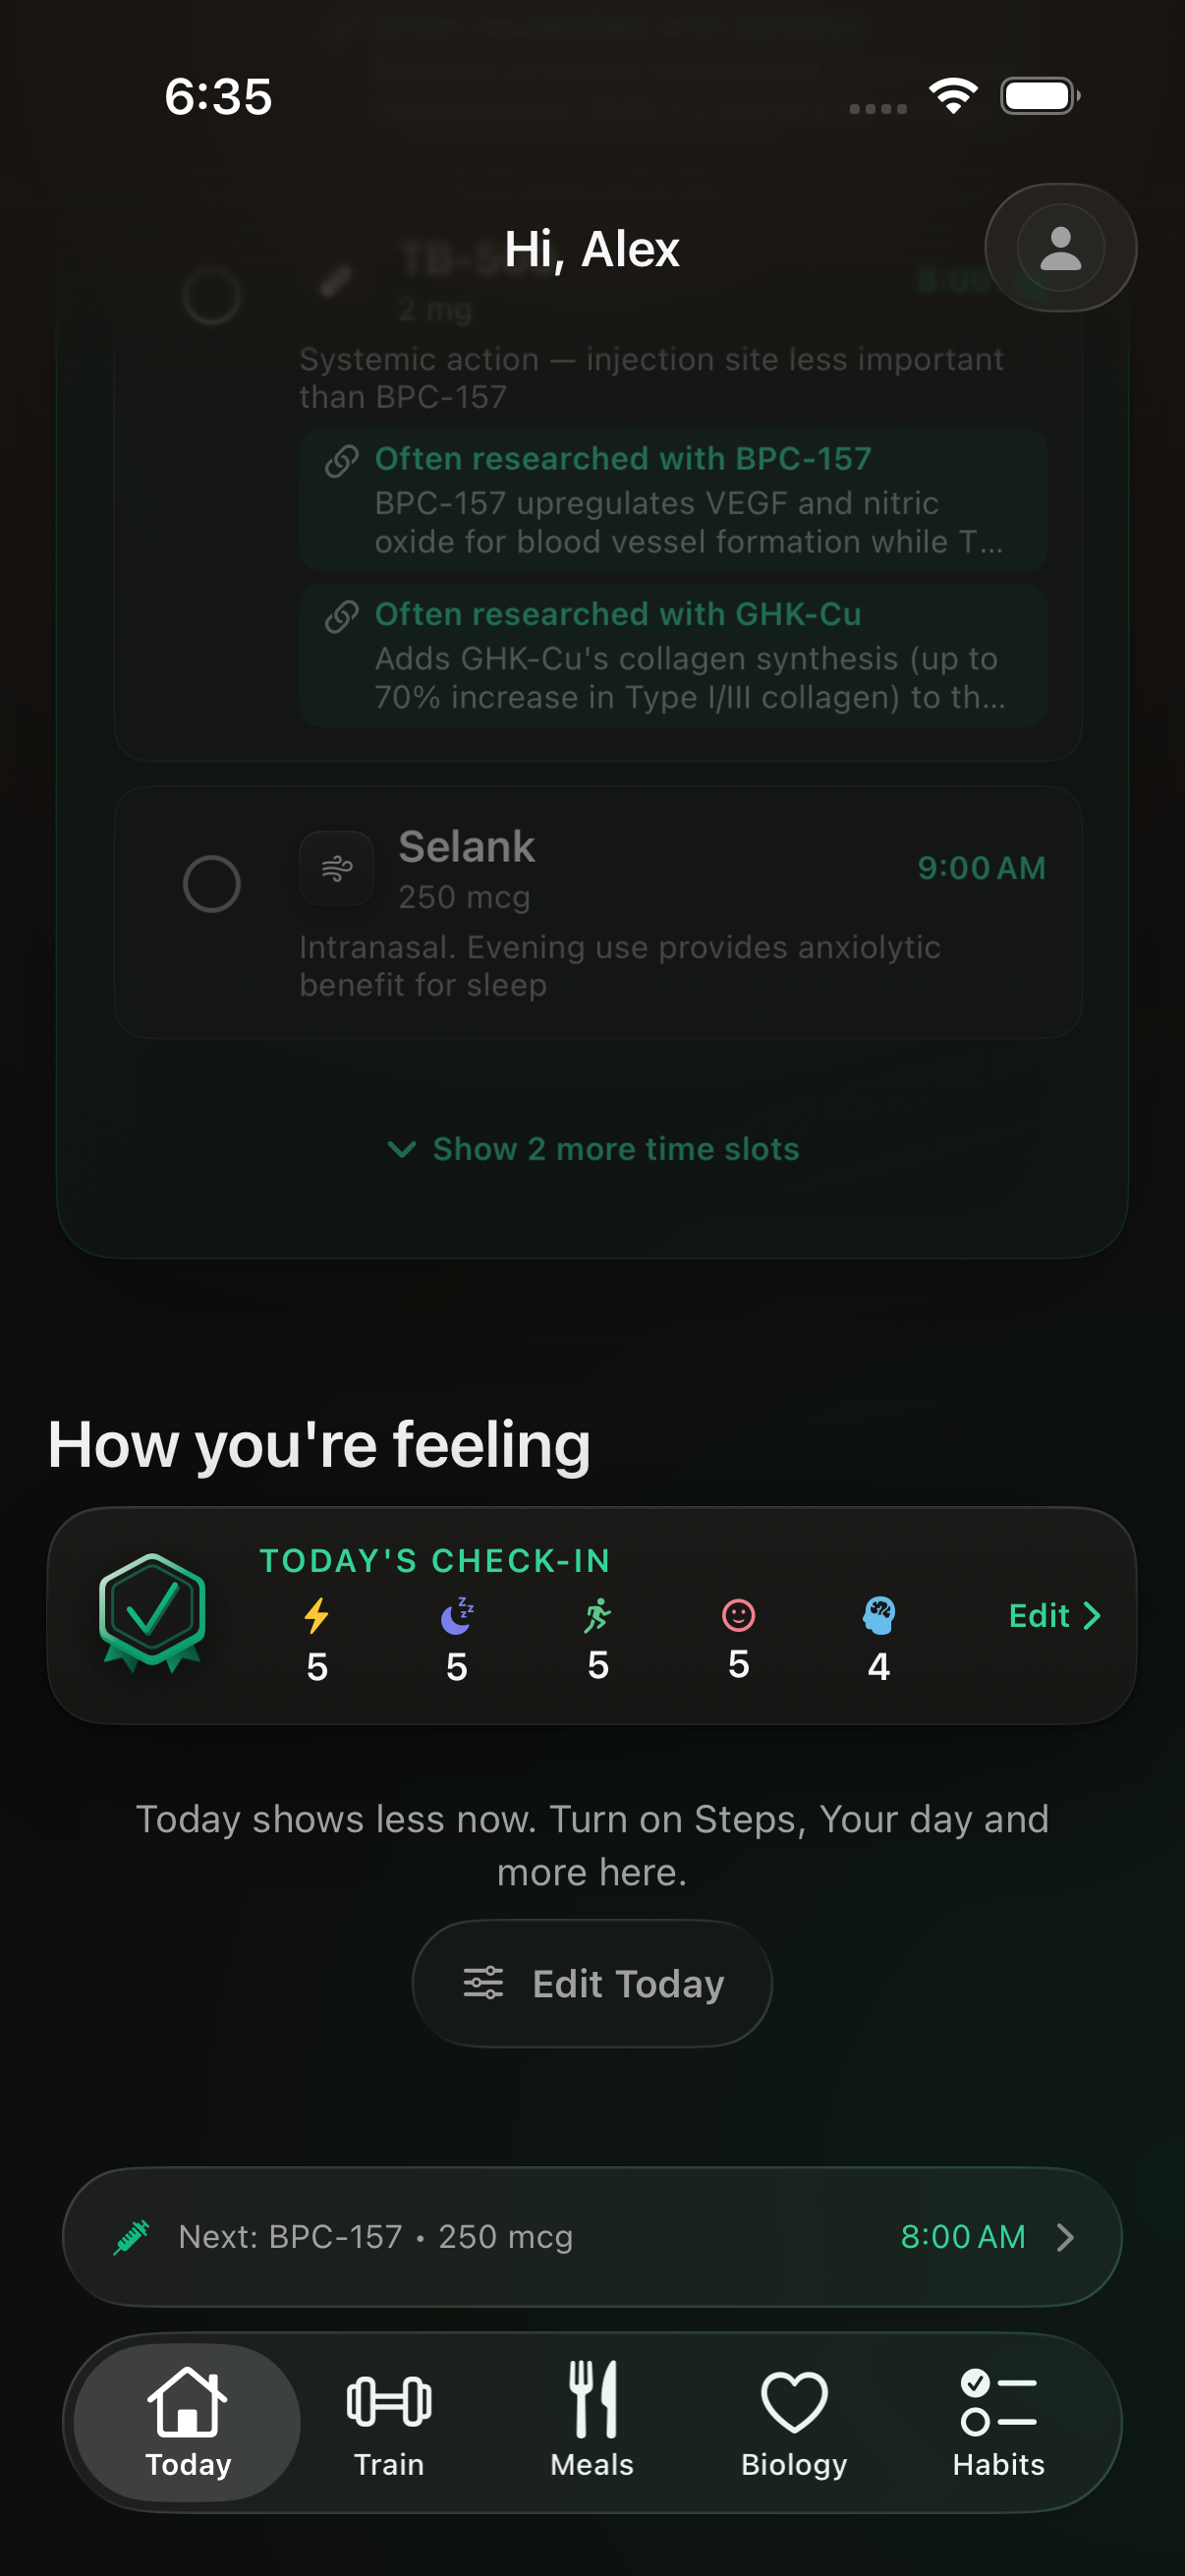 6:35
Hi, Alex
2 mg
Systemic action — injection site less important
than BPC-157
Often researched with BPC-157
BPC-157 upregulates VEGF and nitric
oxide for blood vessel formation while T...
Often researched with GHK-Cu
Adds GHK-Cu's collagen synthesis (up to
70% increase in Type I/III collagen) to th...
Selank
9:00 AM
250 mcg
Intranasal. Evening use provides anxiolytic
benefit for sleep
Show 2 more time slots
How you're feeling
TODAY'S CHECK-IN
5 5 5 5 4
Edit
Today shows less now. Turn on Steps, Your day and
more here.
Edit Today
Next: BPC-157 • 250 mcg 8:00 AM
Today Train Meals Biology Habits